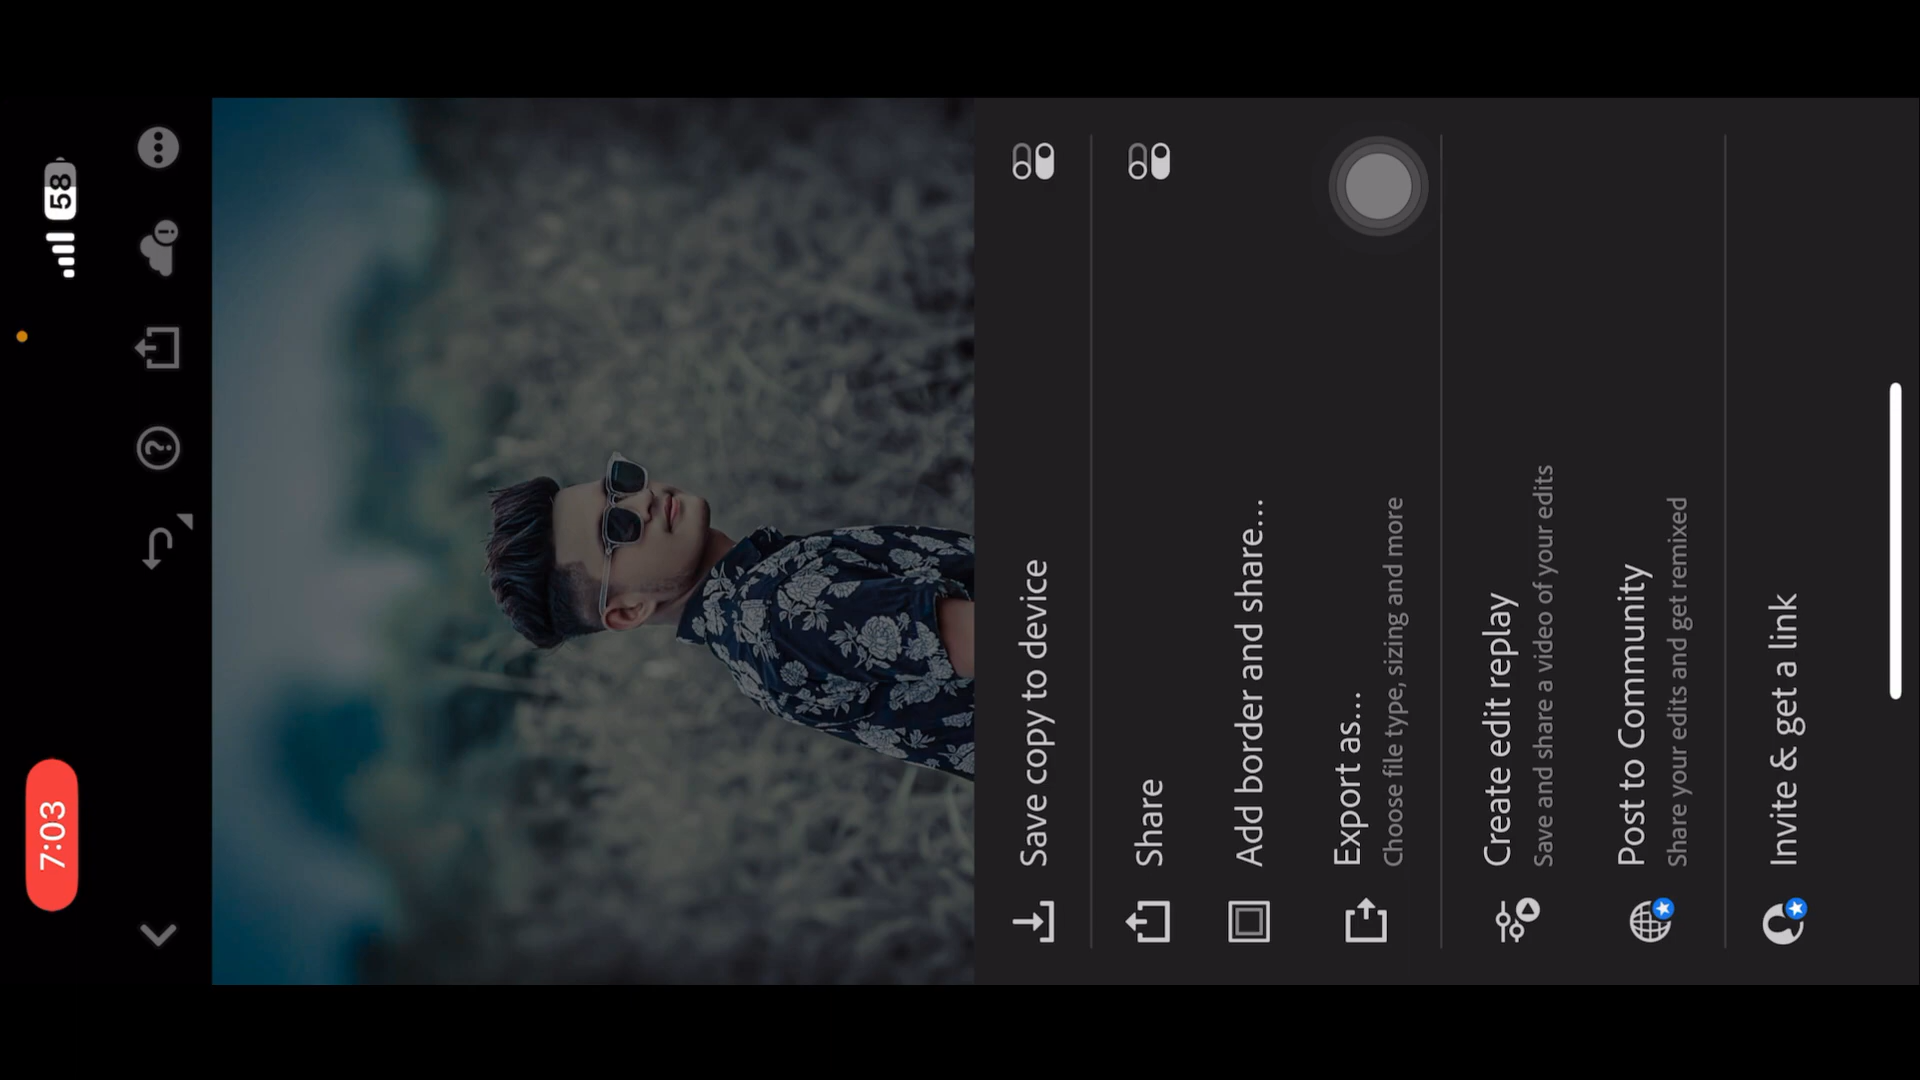 7:03
58
Save copy to device
Share
Add border and share...
Export as...
Choose file type, sizing and more
Create edit replay
Save and share a video of your edits
Post to Community
Share your edits and get remixed
Invite & get a link